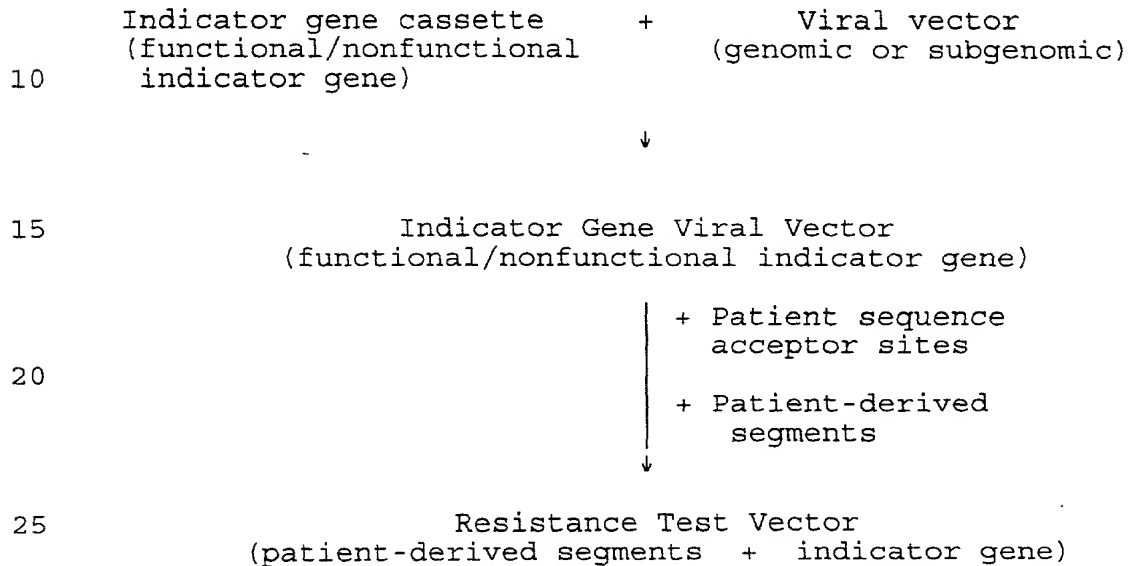 Indicator gene cassette + Viral vector
(functional/nonfunctional (genomic or subgenomic)
10 indicator gene)
↓
15 Indicator Gene Viral Vector
(functional/nonfunctional indicator gene)
+ Patient sequence
acceptor sites
20
+ Patient-derived
segments
↓
25 Resistance Test Vector
(patient-derived segments + indicator gene)